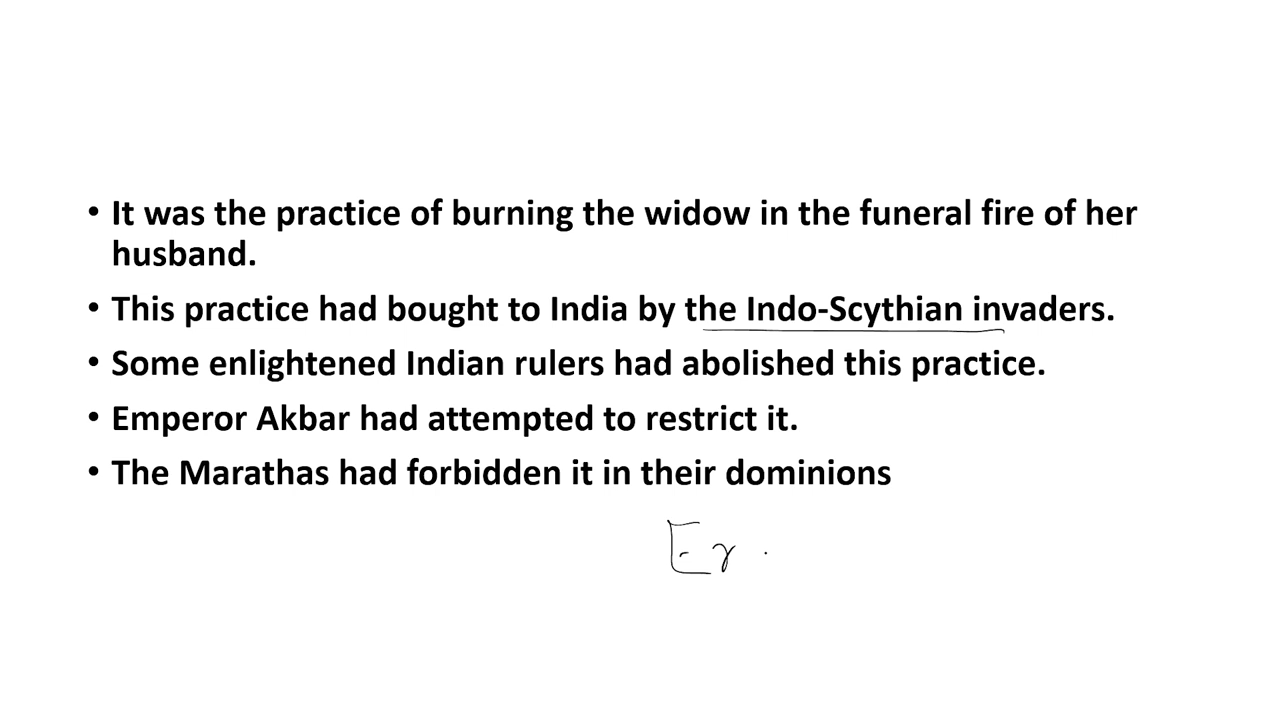 • It was the practice of burning the widow in the funeral fire of her
husband.
• This practice had bought to India by the Indo-Scythian invaders.
• Some enlightened Indian rulers had abolished this practice.
• Emperor Akbar had attempted to restrict it.
• The Marathas had forbidden it in their dominions